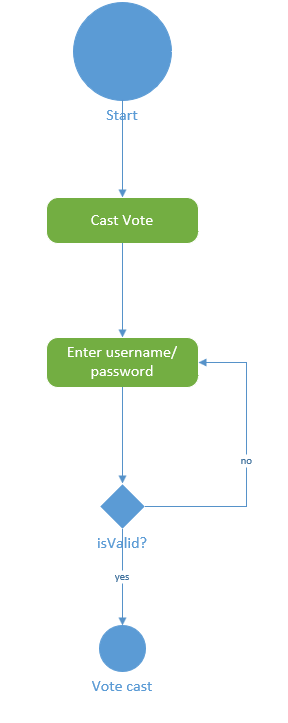 Start
Cast Vote
Enter username/
password
no
isValid?
yes
Vote cast